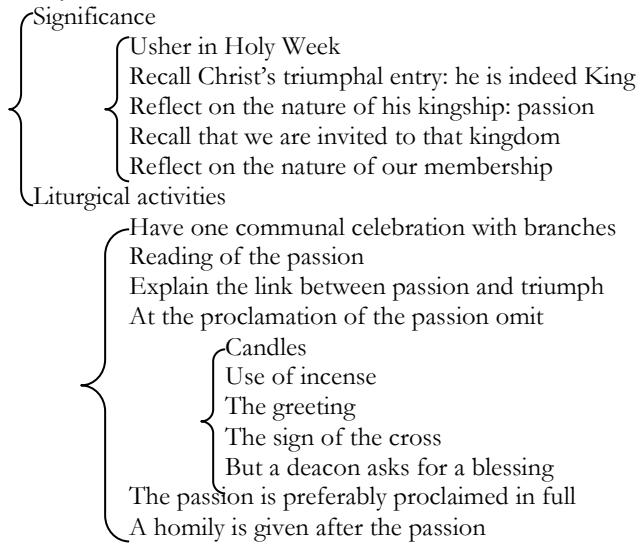 Significance
Usher in Holy Week
Recall Christ's triumphal entry: he is indeed King
Reflect on the nature of his kingship: passion
Recall that we are invited to that kingdom
Reflect on the nature of our membership
Liturgical activities
Have one communal celebration with branches
Reading of the passion
Explain the link between passion and triumph
At the proclamation of the passion omit
Candles
Use of incense
The greeting
The sign of the cross
But a deacon asks for a blessing
The passion is preferably proclaimed in full
A homily is given after the passion